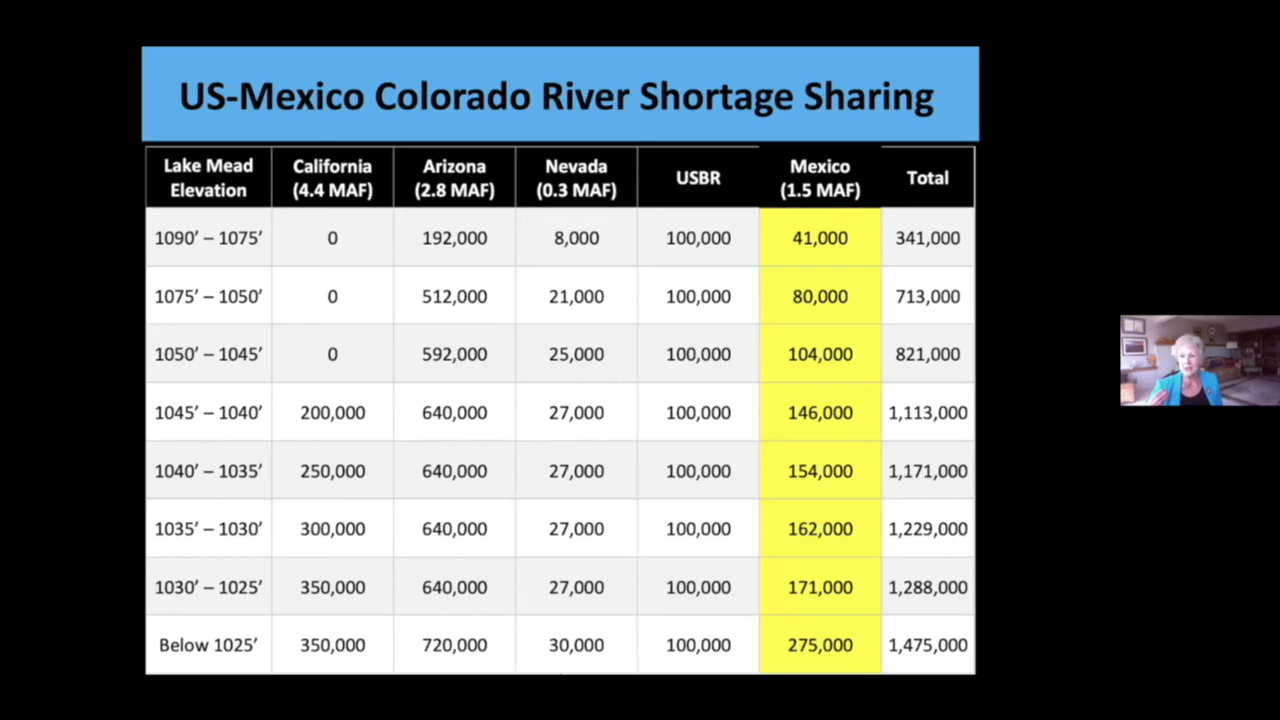 US-Mexico Colorado River Shortage Sharing
Lake Mead Elevation California (4.4 MAF) Arizona (2.8 MAF) Nevada (0.3 MAF) USBR Mexico (1.5 MAF) Total
1090’ – 1075’ 0 192,000 8,000 100,000 41,000 341,000
1075’ – 1050’ 0 512,000 21,000 100,000 80,000 713,000
1050’ – 1045’ 0 592,000 25,000 100,000 104,000 821,000
1045’ – 1040’ 200,000 640,000 27,000 100,000 146,000 1,113,000
1040’ – 1035’ 250,000 640,000 27,000 100,000 154,000 1,171,000
1035’ – 1030’ 300,000 640,000 27,000 100,000 162,000 1,229,000
1030’ – 1025’ 350,000 640,000 27,000 100,000 171,000 1,288,000
Below 1025’ 350,000 720,000 30,000 100,000 275,000 1,475,000